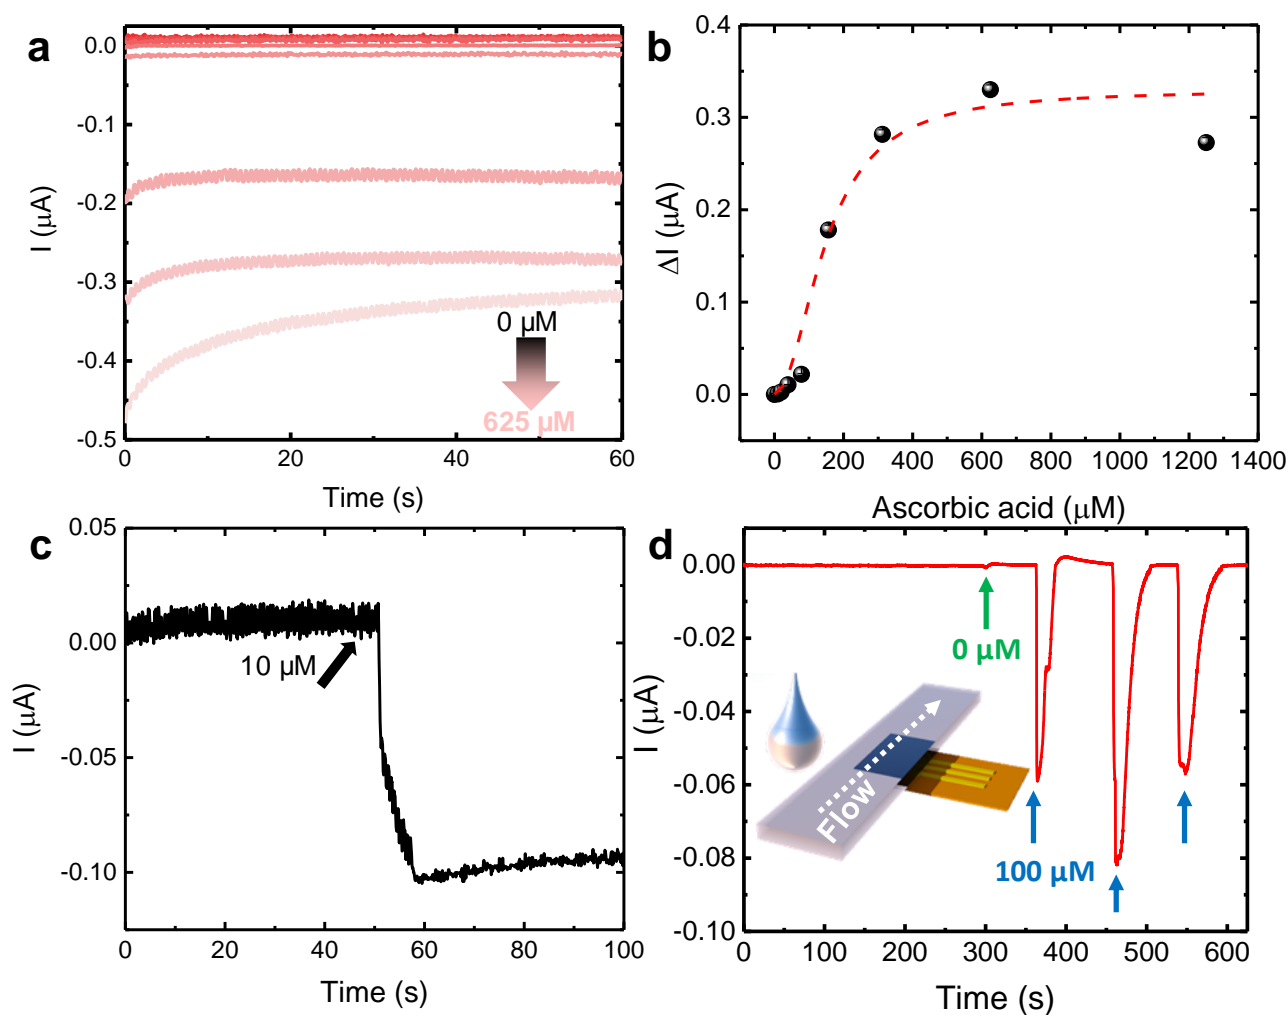 a
0.0
-0.1
-0.2
-0.3
-0.4
-0.5
I (μA)
0 μM
625 μM
0 20 40 60
Time (s)
b
0.4
0.3
0.2
0.1
0.0
ΔI (μA)
0 200 400 600 800 1000 1200 1400
Ascorbic acid (μM)
c
0.05
0.00
-0.05
-0.10
I (μA)
10 μM
0 20 40 60 80 100
Time (s)
d
0.00
-0.02
-0.04
-0.06
-0.08
-0.10
I (μA)
0 μM
Flow
100 μM
0 100 200 300 400 500 600
Time (s)